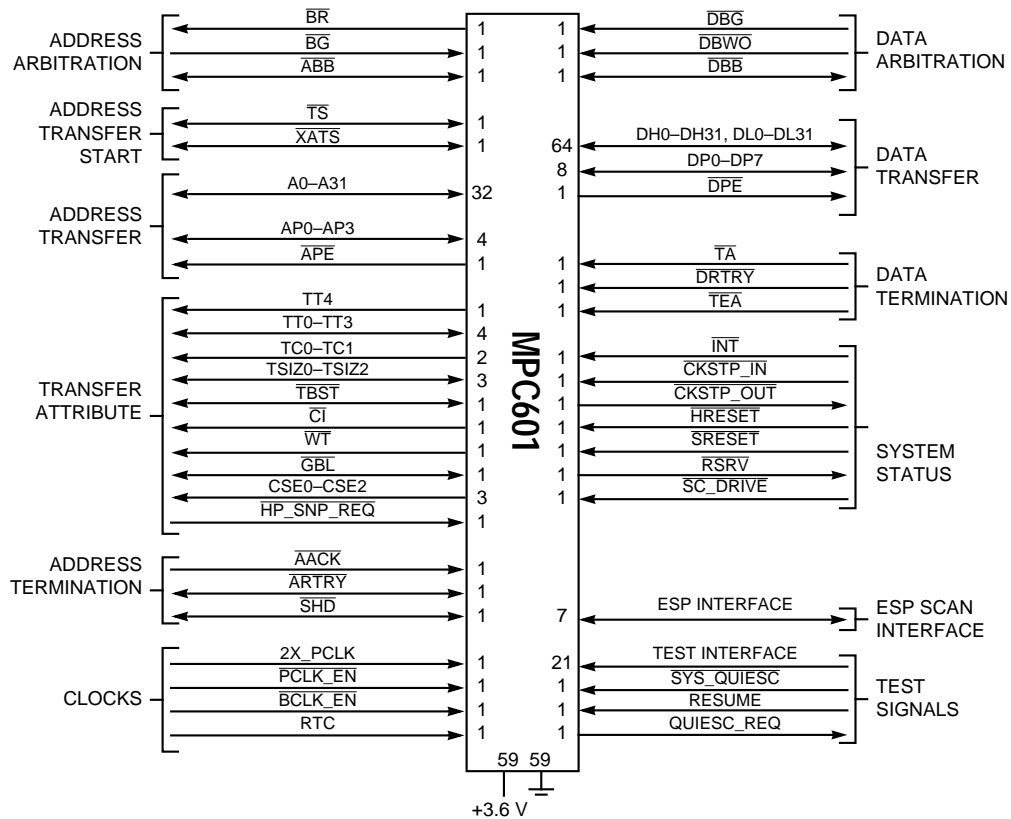 ADDRESS
ARBITRATION
BR 1
BG 1
ABB 1
ADDRESS
TRANSFER
START
TS 1
XATS 1
ADDRESS
TRANSFER
A0–A31 32
AP0–AP3 4
APE 1
TRANSFER
ATTRIBUTE
TT4 1
TT0–TT3 4
TC0–TC1 2
TSIZ0–TSIZ2 3
TBST 1
CI 1
WT 1
GBL 1
CSE0–CSE2 3
HP_SNP_REQ 1
ADDRESS
TERMINATION
AACK 1
ARTRY 1
SHD 1
CLOCKS
2X_PCLK 1
PCLK_EN 1
BCLK_EN 1
RTC 1
MPC601
1 DBG
1 DBWO
1 DBB
DATA
ARBITRATION
64 DH0–DH31, DL0–DL31
8 DP0–DP7
1 DPE
DATA
TRANSFER
1 TA
1 DRTRY
1 TEA
DATA
TERMINATION
1 INT
1 CKSTP_IN
1 CKSTP_OUT
1 HRESET
1 SRESET
1 RSRV
1 SC_DRIVE
SYSTEM
STATUS
7 ESP INTERFACE
ESP SCAN
INTERFACE
21 TEST INTERFACE
1 SYS_QUIESC
1 RESUME
1 QUIESC_REQ
TEST
SIGNALS
59 59
+3.6 V